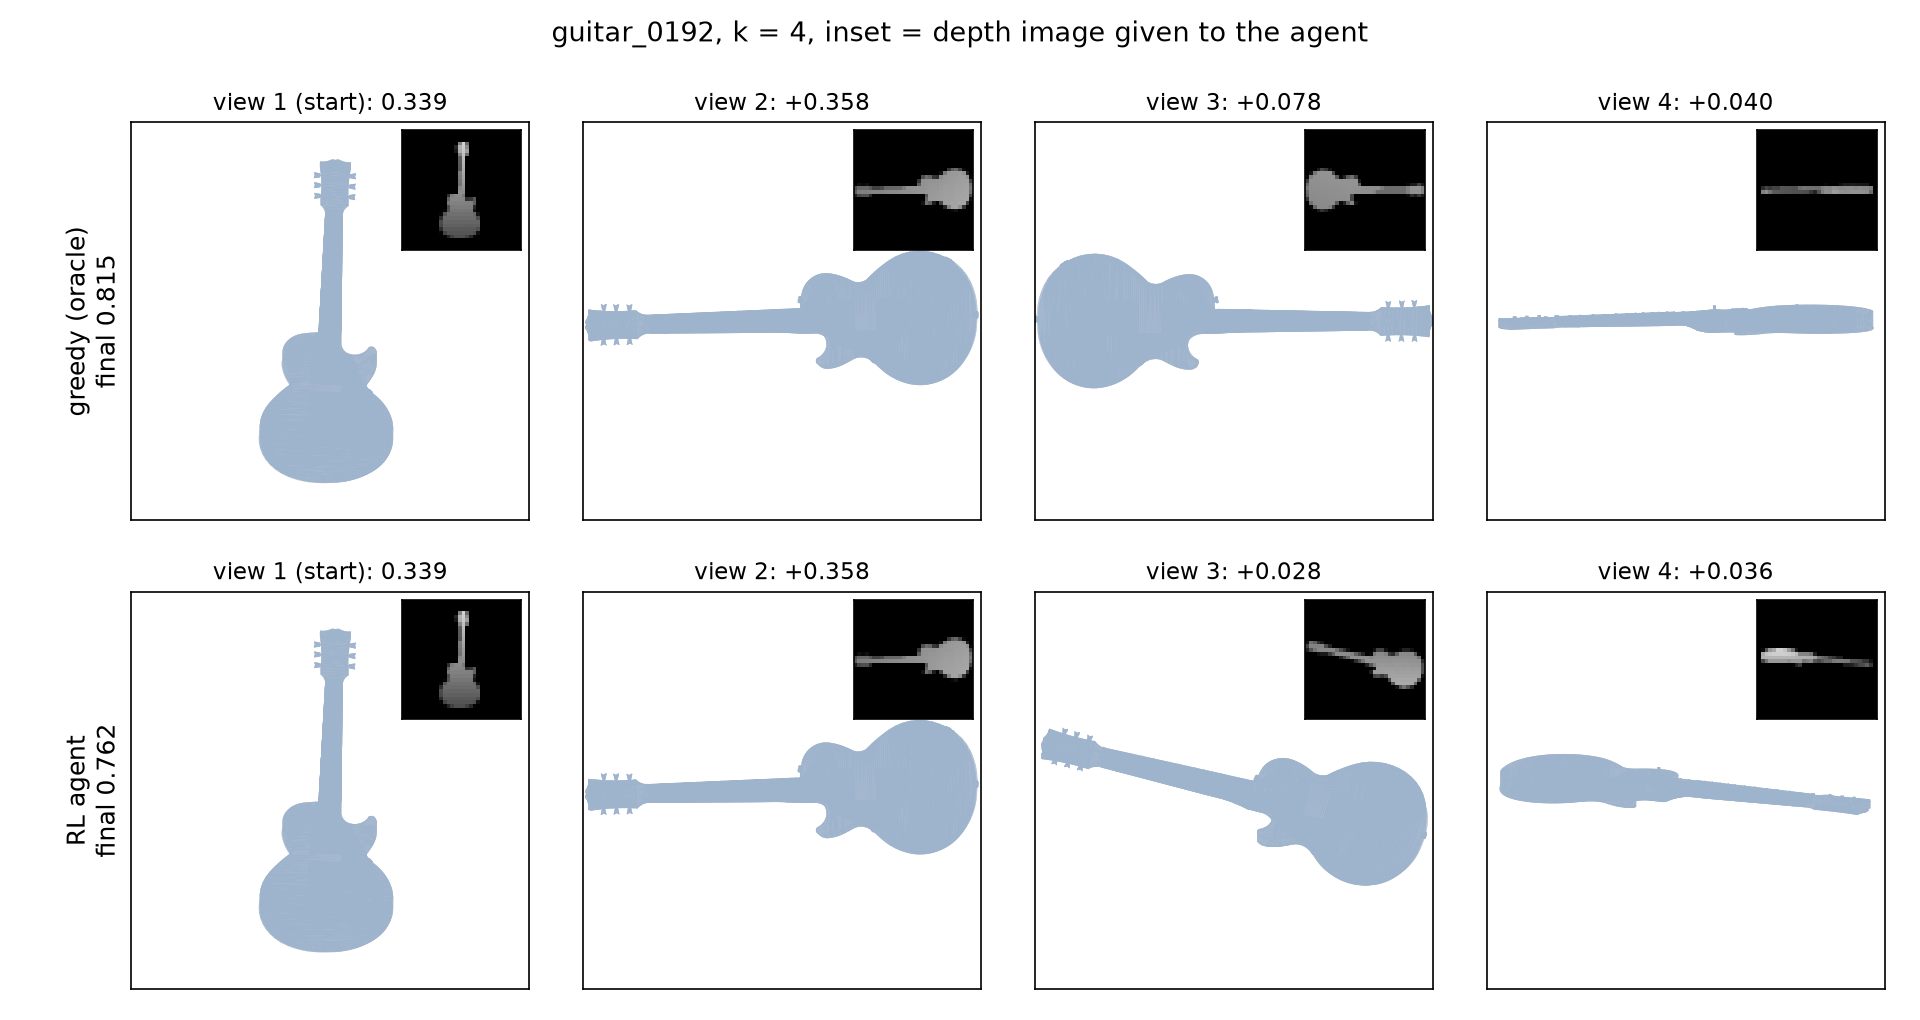 guitar_0192, k = 4, inset = depth image given to the agent
view 1 (start): 0.339
view 2: +0.358
view 3: +0.078
view 4: +0.040
greedy (oracle)
final 0.815
view 1 (start): 0.339
view 2: +0.358
view 3: +0.028
view 4: +0.036
RL agent
final 0.762